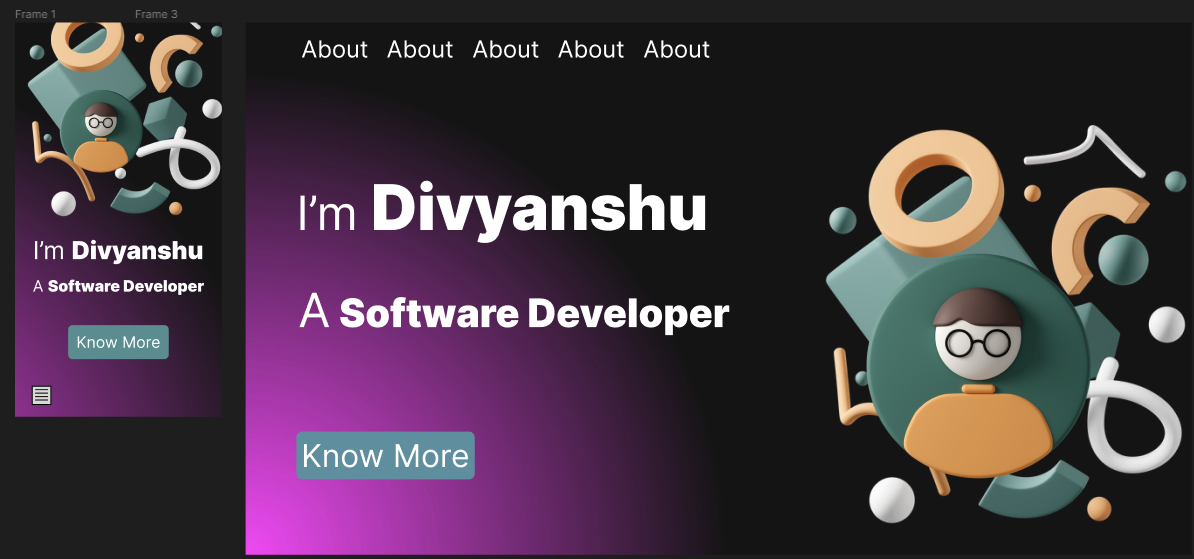 Frame 1
Frame 3
I'm Divyanshu
A Software Developer
Know More
About About About About About
I'm Divyanshu
A Software Developer
Know More